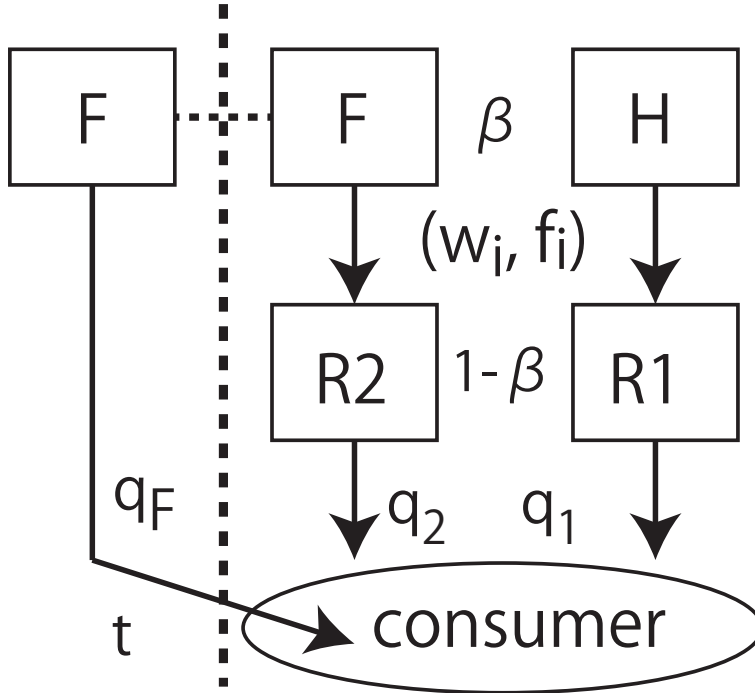 F F β H
(wi, fi)
R2 1-β R1
qF q2 q1
t consumer